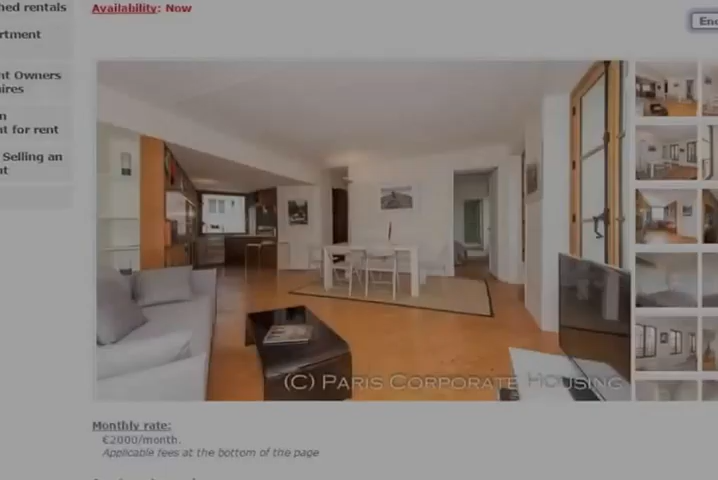 hed rentals
Availability: Now
rtment
nt Owners
ires
n
nt for rent
Selling an
nt
(C) PARIS CORPORATE HOUSING
Monthly rate:
€2000/month.
Applicable fees at the bottom of the page